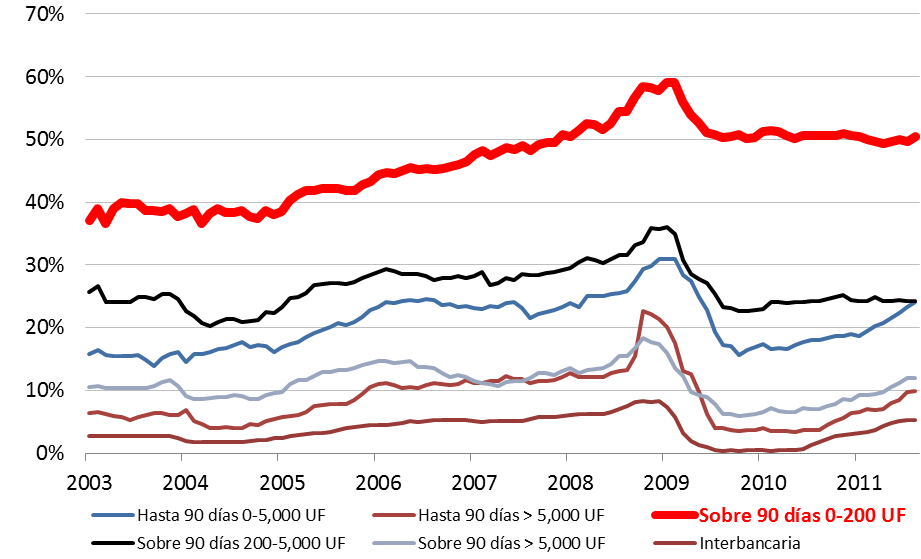 70%
60%
50%
40%
30%
20%
10%
0%
2003 2004 2005 2006 2007 2008 2009 2010 2011
Hasta 90 días 0-5,000 UF Hasta 90 días > 5,000 UF Sobre 90 días 0-200 UF
Sobre 90 días 200-5,000 UF Sobre 90 días > 5,000 UF Interbancaria